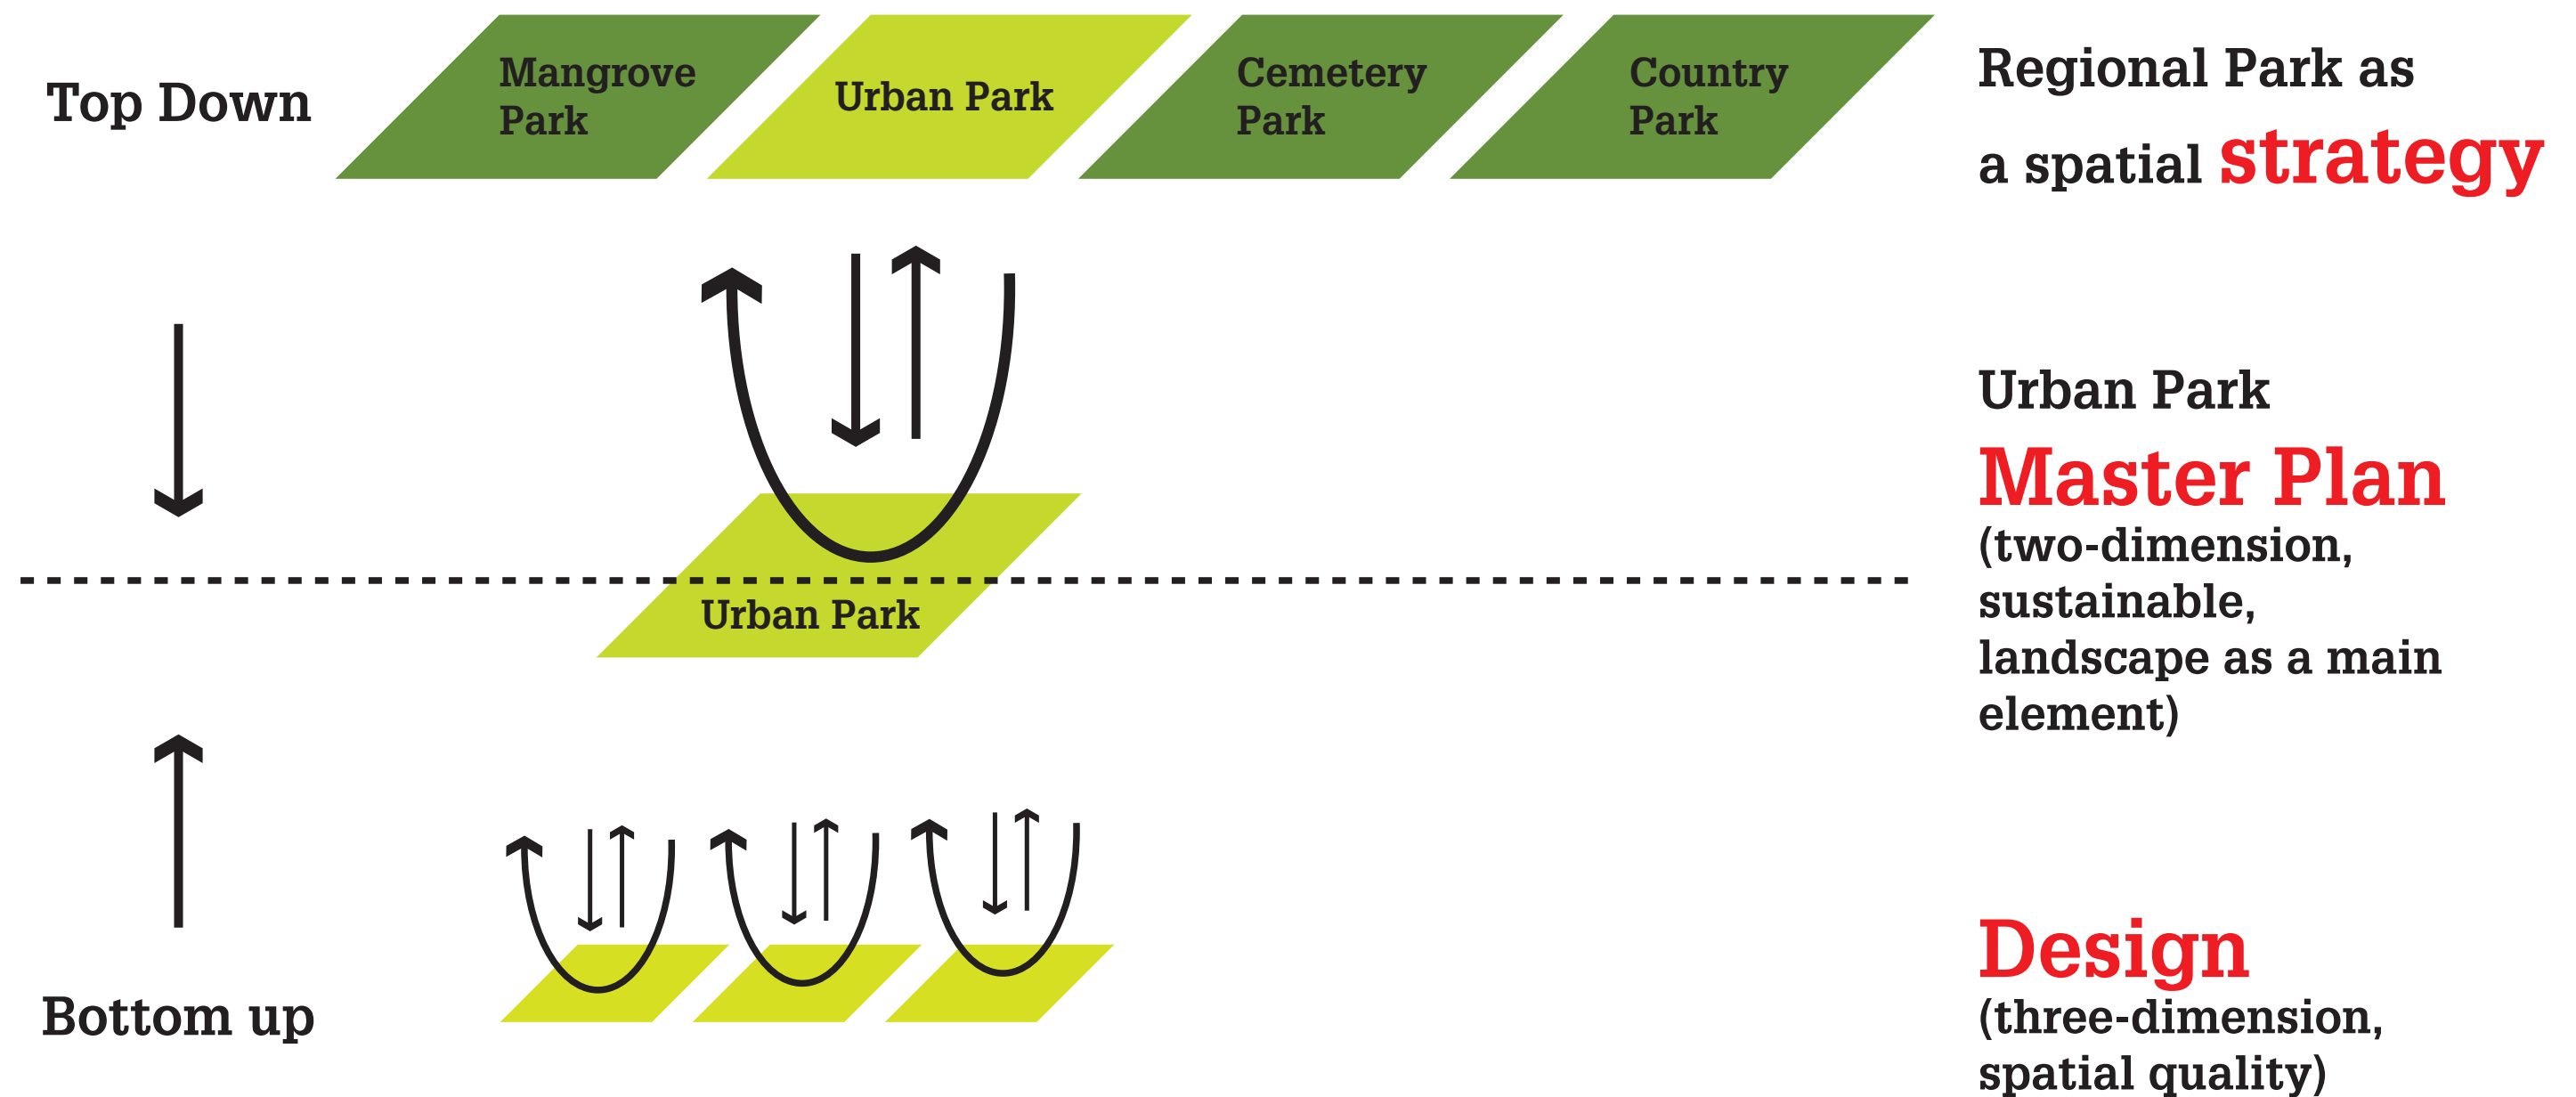 Top Down
Mangrove
Park
Urban Park
Cemetery
Park
Country
Park
Regional Park as
a spatial strategy
Urban Park
Master Plan
(two-dimension,
sustainable,
landscape as a main
element)
Urban Park
Bottom up
Design
(three-dimension,
spatial quality)